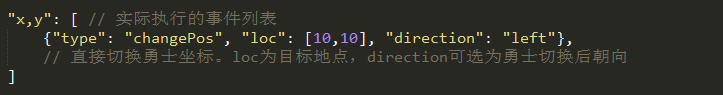 "x,y": [ // 实际执行的事件列表
    {"type": "changePos", "loc": [10,10], "direction": "left"},
    // 直接切换勇士坐标。loc为目标地点，direction可选为勇士切换后朝向
]